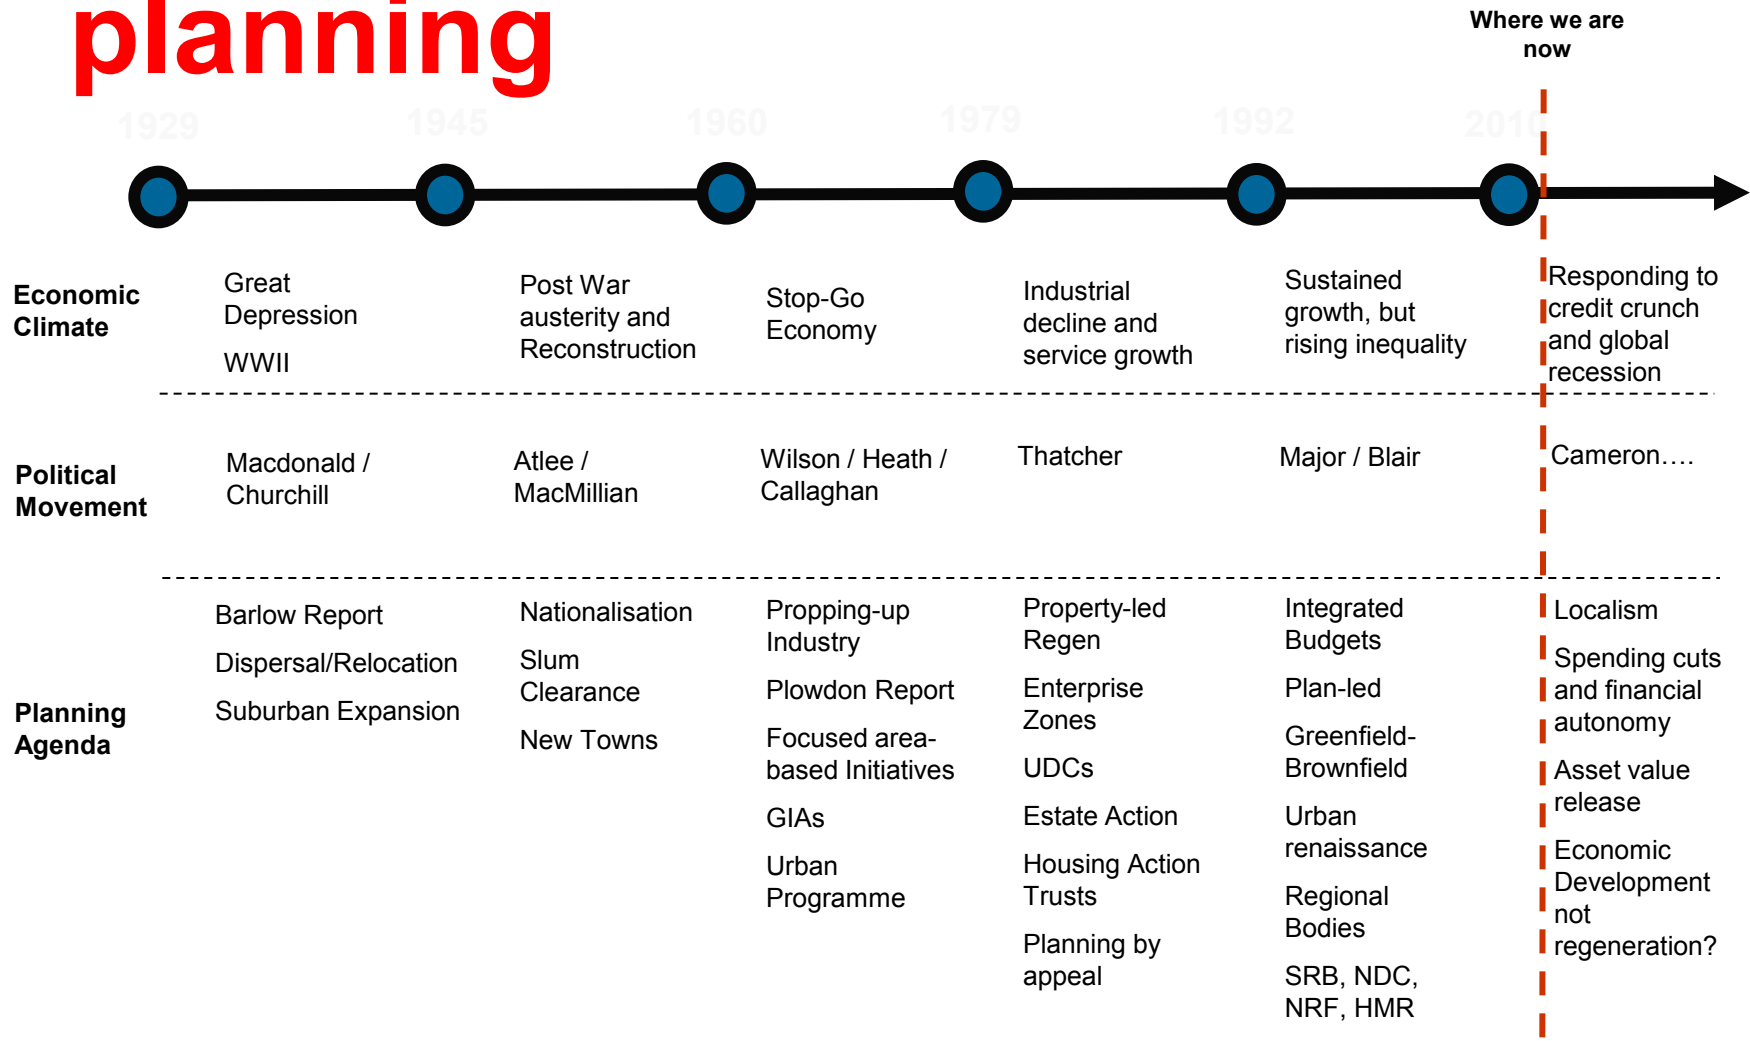 planning
Where we are
now
1929
1945
1960
1979
1992
2010
Economic
Climate
Great
Depression
WWII
Post War
austerity and
Reconstruction
Stop-Go
Economy
Industrial
decline and
service growth
Sustained
growth, but
rising inequality
Responding to
credit crunch
and global
recession
Political
Movement
Macdonald /
Churchill
Atlee /
MacMillian
Wilson / Heath /
Callaghan
Thatcher
Major / Blair
Cameron….
Planning
Agenda
Barlow Report
Dispersal/Relocation
Suburban Expansion
Nationalisation
Slum
Clearance
New Towns
Propping-up
Industry
Plowdon Report
Focused area-
based Initiatives
GIAs
Urban
Programme
Property-led
Regen
Enterprise
Zones
UDCs
Estate Action
Housing Action
Trusts
Planning by
appeal
Integrated
Budgets
Plan-led
Greenfield-
Brownfield
Urban
renaissance
Regional
Bodies
SRB, NDC,
NRF, HMR
Localism
Spending cuts
and financial
autonomy
Asset value
release
Economic
Development
not
regeneration?